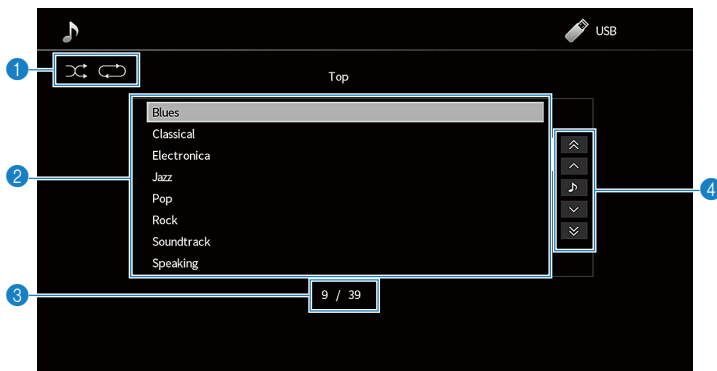 USB
1
Top
Blues
Classical
Electronica
Jazz
2
4
Pop
Rock
Soundtrack
Speaking
3
9 / 39